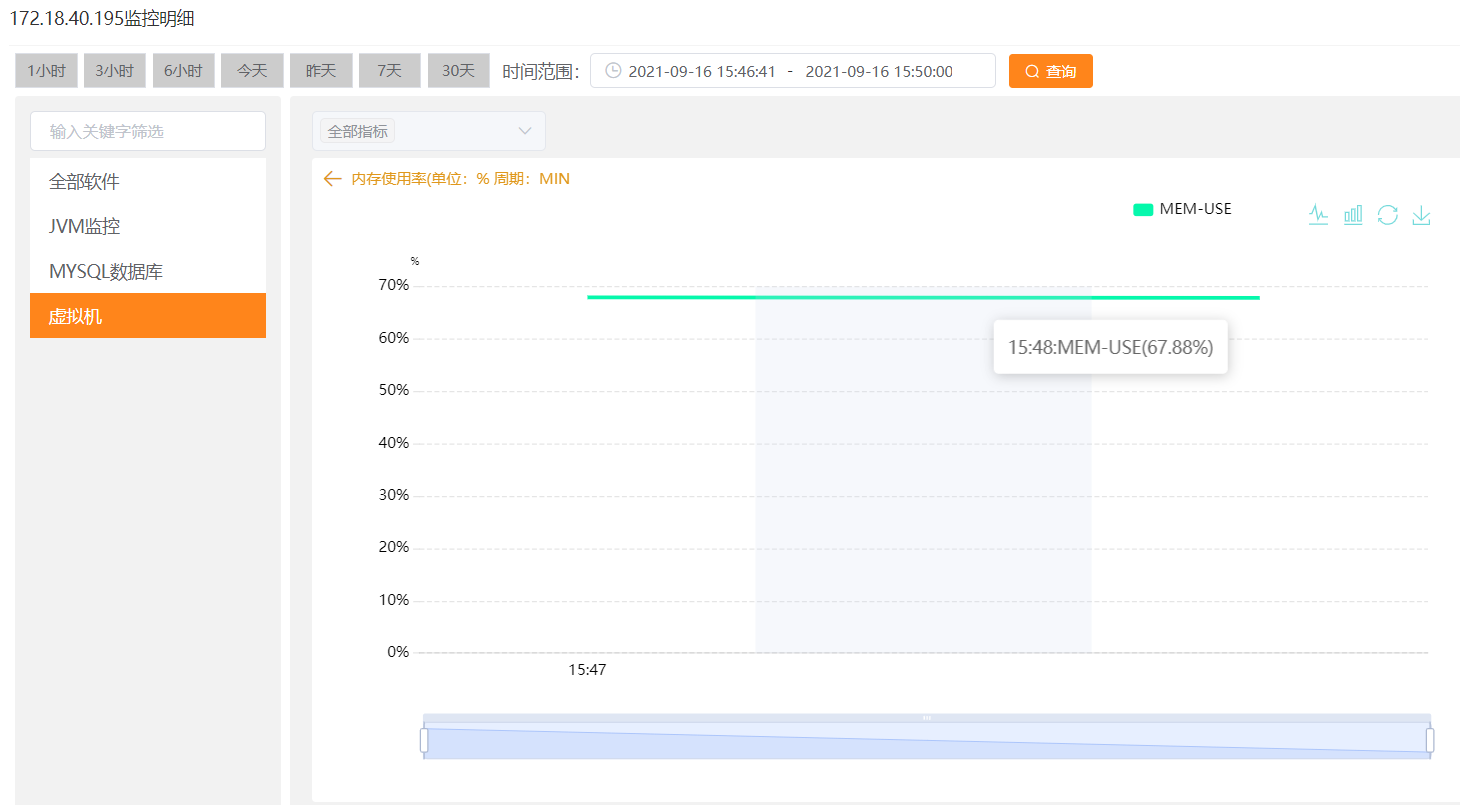 172.18.40.195监控明细
1小时 3小时 6小时 今天 昨天 7天 30天 时间范围： 2021-09-16 15:46:41 - 2021-09-16 15:50:00 查询
输入关键字筛选
全部软件
JVM监控
MYSQL数据库
虚拟机
全部指标
内存使用率(单位：% 周期：MIN
MEM-USE
%
70%
60%
50%
40%
30%
20%
10%
0%
15:48:MEM-USE(67.88%)
15:47